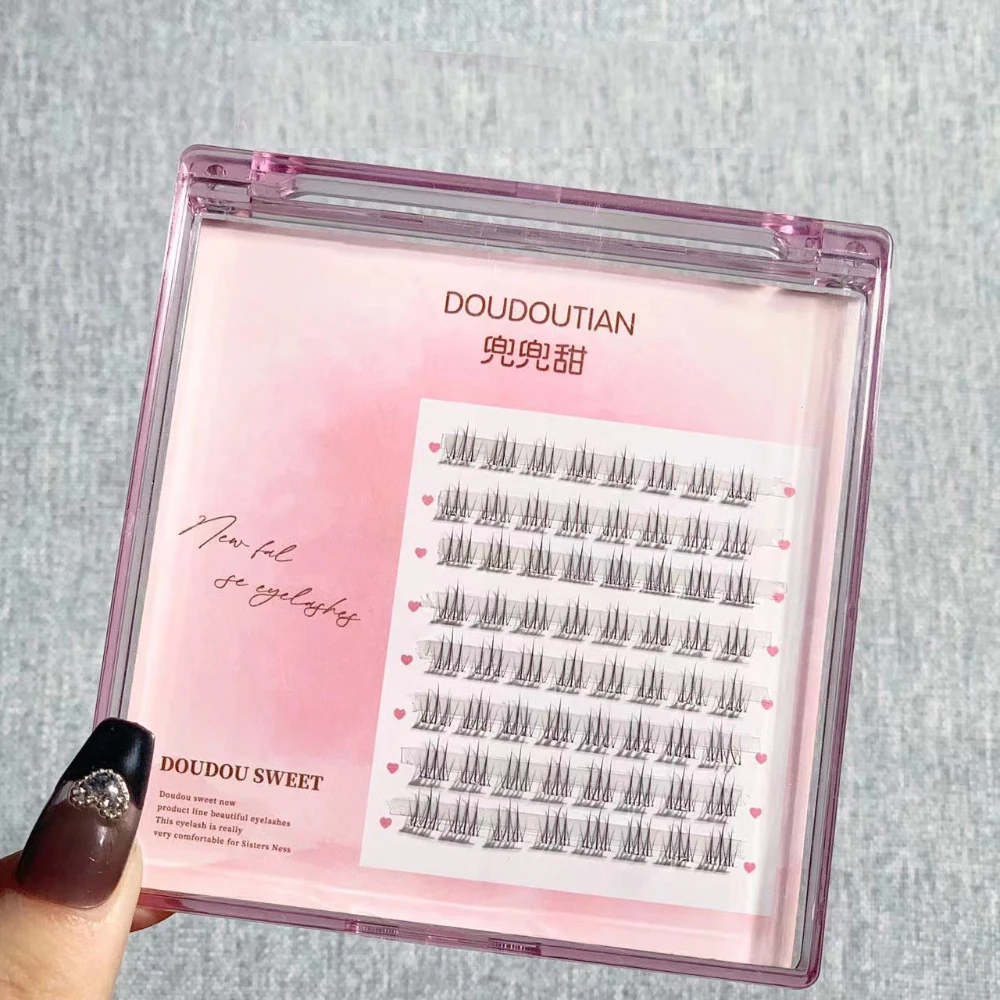 DOUDOUTIAN
兜兜甜
New fal
se eyelashes
DOUDOU SWEET
Doudou sweet new
product line beautiful eyelashes
This eyelash is really
very comfortable for Sisters Ness